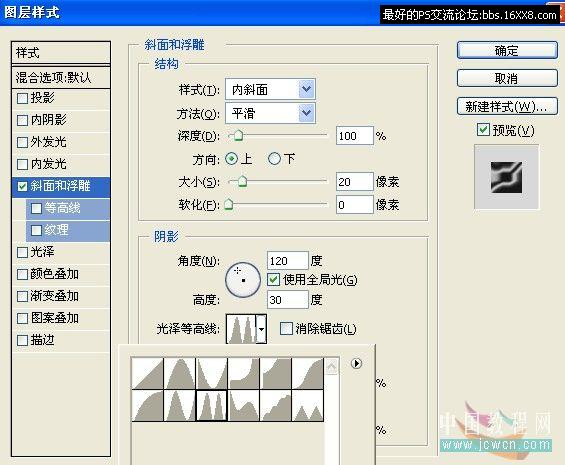 图层样式
最好的PS交流论坛:bbs.16XX8.com
样式
混合选项:默认
投影
内阴影
外发光
内发光
斜面和浮雕
等高线
纹理
光泽
颜色叠加
渐变叠加
图案叠加
描边
斜面和浮雕
结构
样式(T): 内斜面
方法(Q): 平滑
深度(D): 100 %
方向: 上 下
大小(S): 20 像素
软化(F): 0 像素
阴影
角度(N): 120 度
使用全局光(G)
高度: 30 度
光泽等高线: 消除锯齿(L)
%
%
确定
取消
新建样式(W)...
预览(V)
中国教程网
www.jcwcn.com